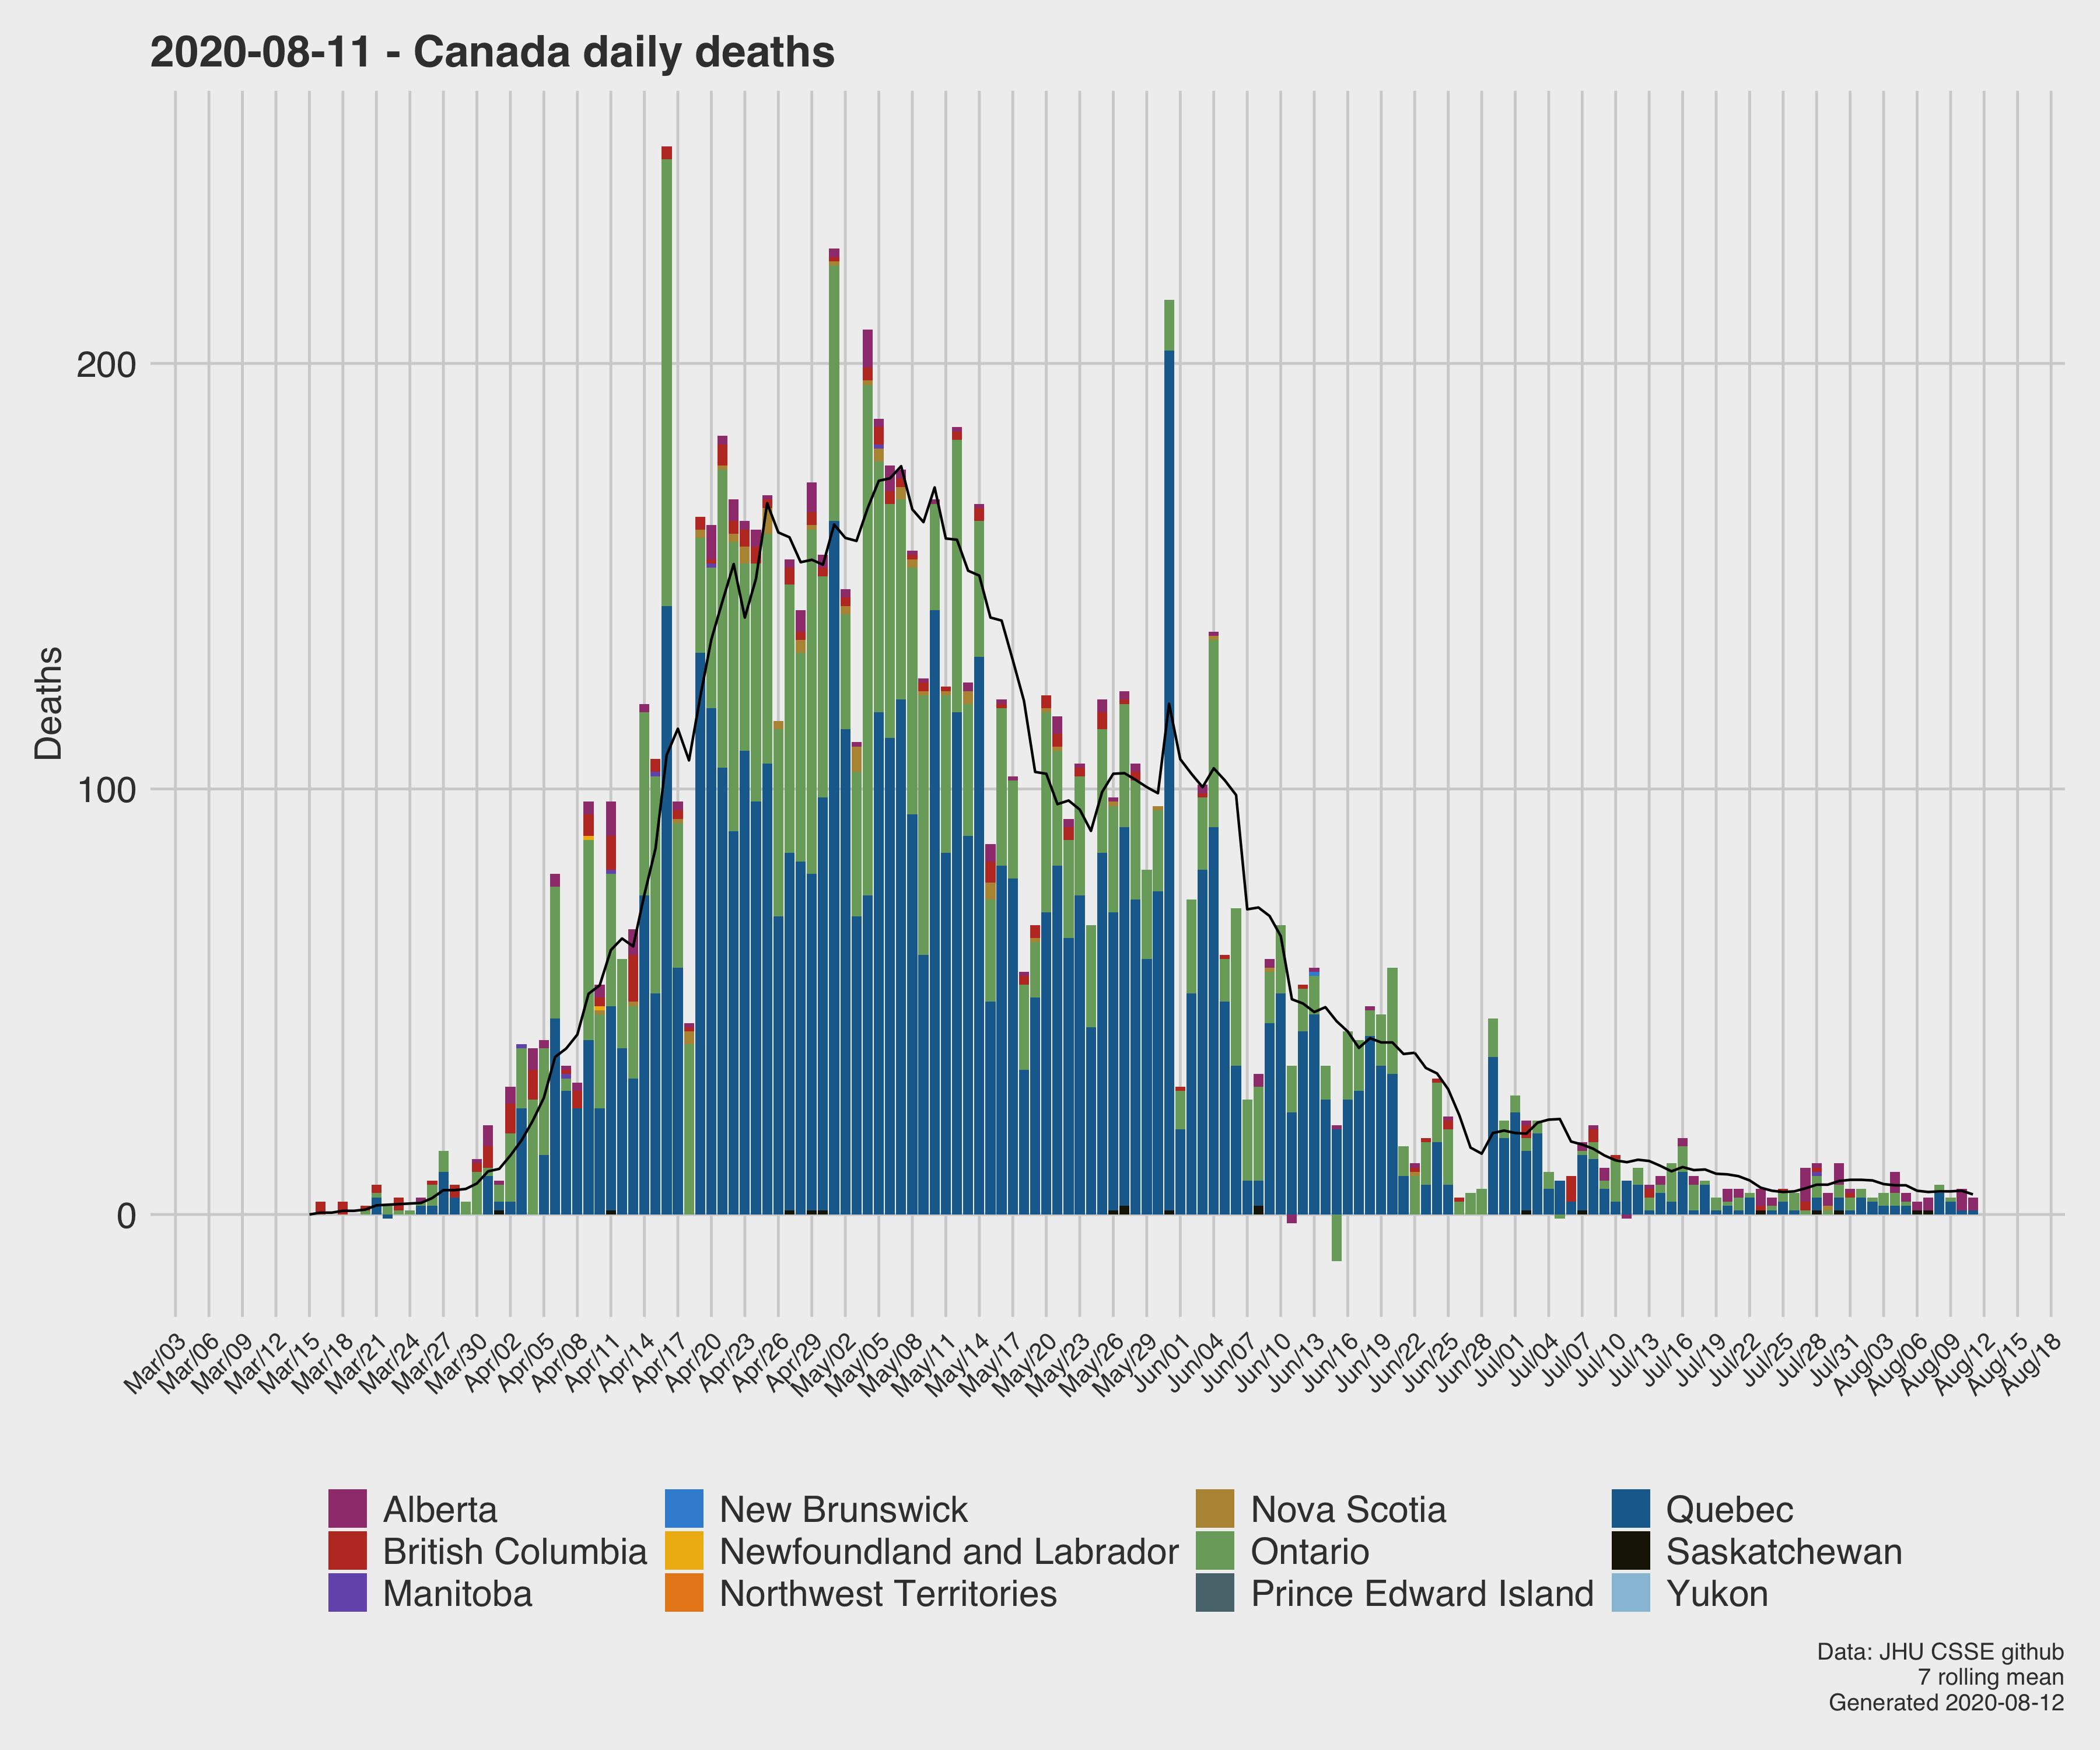 2020-08-11 - Canada daily deaths
Deaths
200
100
0
Mar/03 Mar/06 Mar/09 Mar/12 Mar/15 Mar/18 Mar/21 Mar/24 Mar/27 Mar/30 Apr/02 Apr/05 Apr/08 Apr/11 Apr/14 Apr/17 Apr/20 Apr/23 Apr/26 Apr/29 May/02 May/05 May/08 May/11 May/14 May/17 May/20 May/23 May/26 May/29 Jun/01 Jun/04 Jun/07 Jun/10 Jun/13 Jun/16 Jun/19 Jun/22 Jun/25 Jun/28 Jul/01 Jul/04 Jul/07 Jul/10 Jul/13 Jul/16 Jul/19 Jul/22 Jul/25 Jul/28 Jul/31 Aug/03 Aug/06 Aug/09 Aug/12 Aug/15 Aug/18
Alberta New Brunswick Nova Scotia Quebec
British Columbia Newfoundland and Labrador Ontario Saskatchewan
Manitoba Northwest Territories Prince Edward Island Yukon
Data: JHU CSSE github
7 rolling mean
Generated 2020-08-12